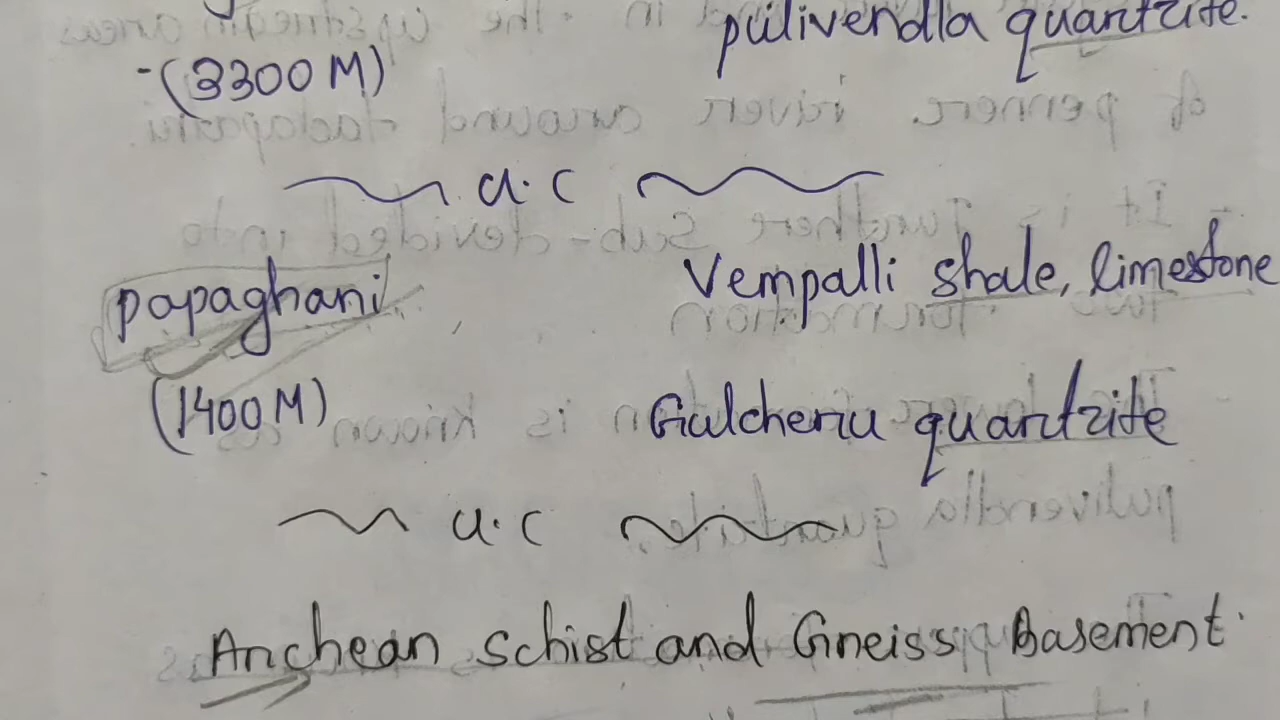 pulivendla quartzite.
-(3300 M)
u.c
papaghani Vempalli shale, limestone
(1400 M) Gulcheru quartzite
u.c
Archean schist and Gneiss Basement.